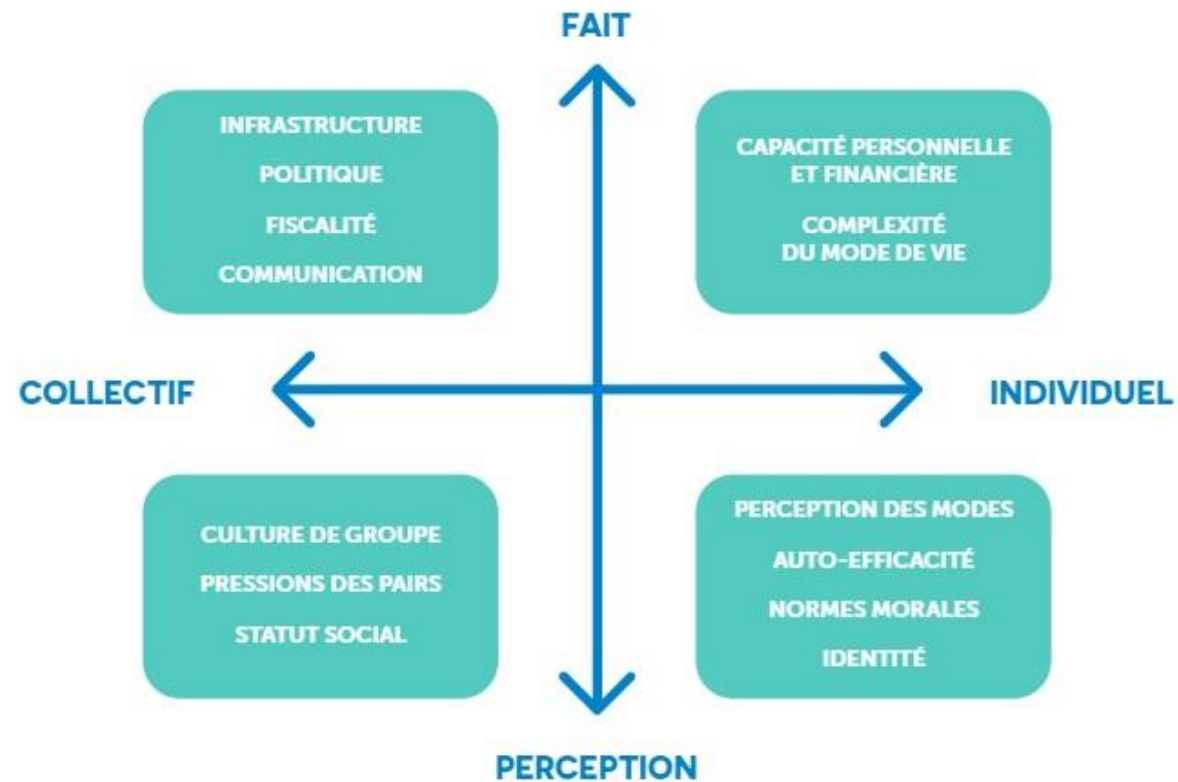 FAIT
INFRASTRUCTURE
POLITIQUE
FISCALITÉ
COMMUNICATION
CAPACITÉ PERSONNELLE
ET FINANCIÈRE
COMPLEXITÉ
DU MODE DE VIE
COLLECTIF
INDIVIDUEL
CULTURE DE GROUPE
PRESSIONS DES PAIRS
STATUT SOCIAL
PERCEPTION DES MODES
AUTO-EFFICACITÉ
NORMES MORALES
IDENTITÉ
PERCEPTION